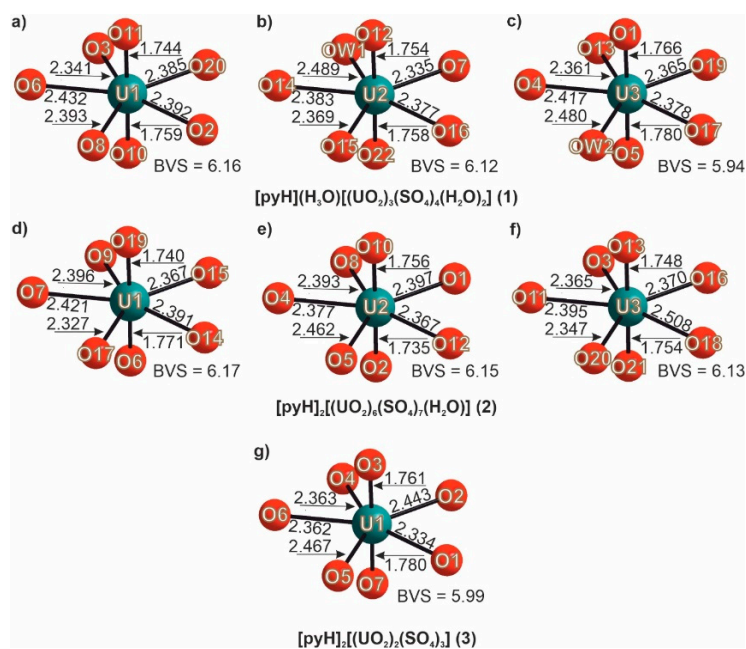 a)
O11
O3
1.744
2.341
2.385
O20
O6
U1
2.432
2.392
2.393
O2
O8
O10
1.759
BVS = 6.16
b)
O12
OW1
1.754
2.489
2.335
O7
O14
U2
2.383
2.377
2.369
O16
O15
O22
1.758
BVS = 6.12
c)
O1
O13
1.766
2.361
2.365
O19
O4
U3
2.417
2.378
2.480
O17
OW2
O5
1.780
BVS = 5.94
[pyH](H₃O)[(UO₂)₃(SO₄)₄(H₂O)₂] (1)
d)
O19
O9
1.740
2.396
2.367
O15
O7
U1
2.421
2.391
2.327
O14
O17
O6
1.771
BVS = 6.17
e)
O10
O8
1.756
2.393
2.397
O1
O4
U2
2.377
2.367
2.462
O12
O5
O2
1.735
BVS = 6.15
f)
O13
O3
1.748
2.365
2.370
O16
O11
U3
2.395
2.508
2.347
O18
O20
O21
1.754
BVS = 6.13
[pyH]₂[(UO₂)₆(SO₄)₇(H₂O)] (2)
g)
O3
O4
1.761
2.363
2.443
O2
O6
U1
2.362
2.334
2.467
O1
O5
O7
1.780
BVS = 5.99
[pyH]₂[(UO₂)₂(SO₄)₃] (3)